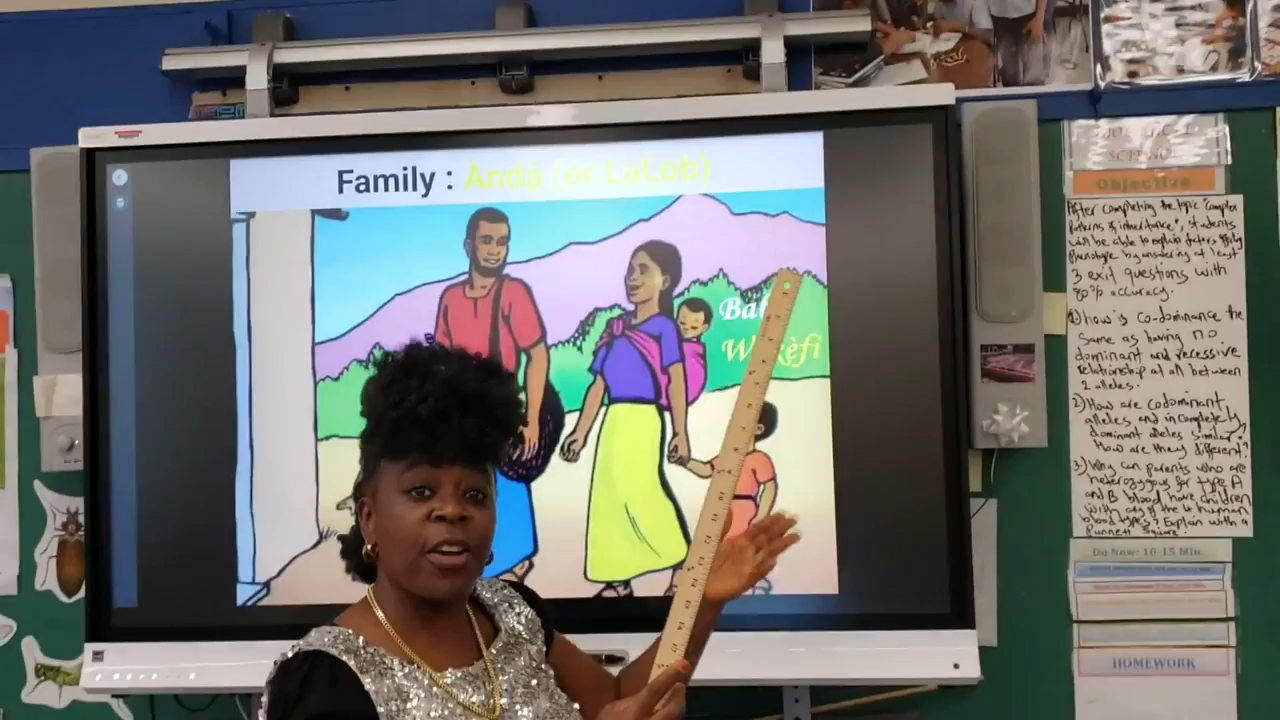 Family : Àndà (or LaLob)
Objective
After completing the topic "complex
patterns of inheritance", students
will be able to explain factors
phenotype by answering at least
3 exit questions with
80% accuracy.
1) how is co-dominance the
same as having no
dominant and recessive
relationship at all between
2 alleles.
2) How are codominant
alleles and incompletely
dominant alleles similar?
How are they different?
3) Why can parents who are
heterozygous for type A
and B blood have children
with any of the 4 human
blood types? Explain with a
Punnett Square.
Do Now: 10-15 Min.
HOMEWORK